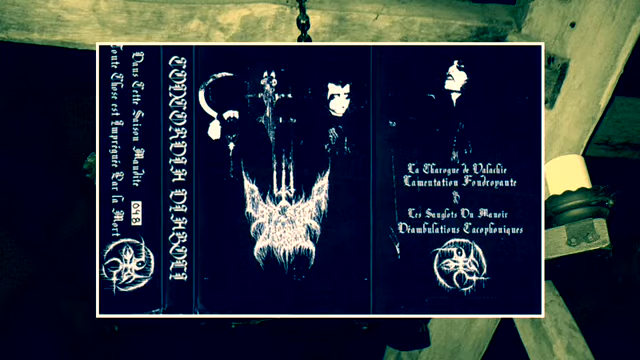 Dans Cette Saison Maudite
Toute Chose est Imprégnée Par la Mort
048
La Charogne de Valachie
Lamentation Foudroyante
Les Sanglots Du Manoir
Déambulations Cacophoniques